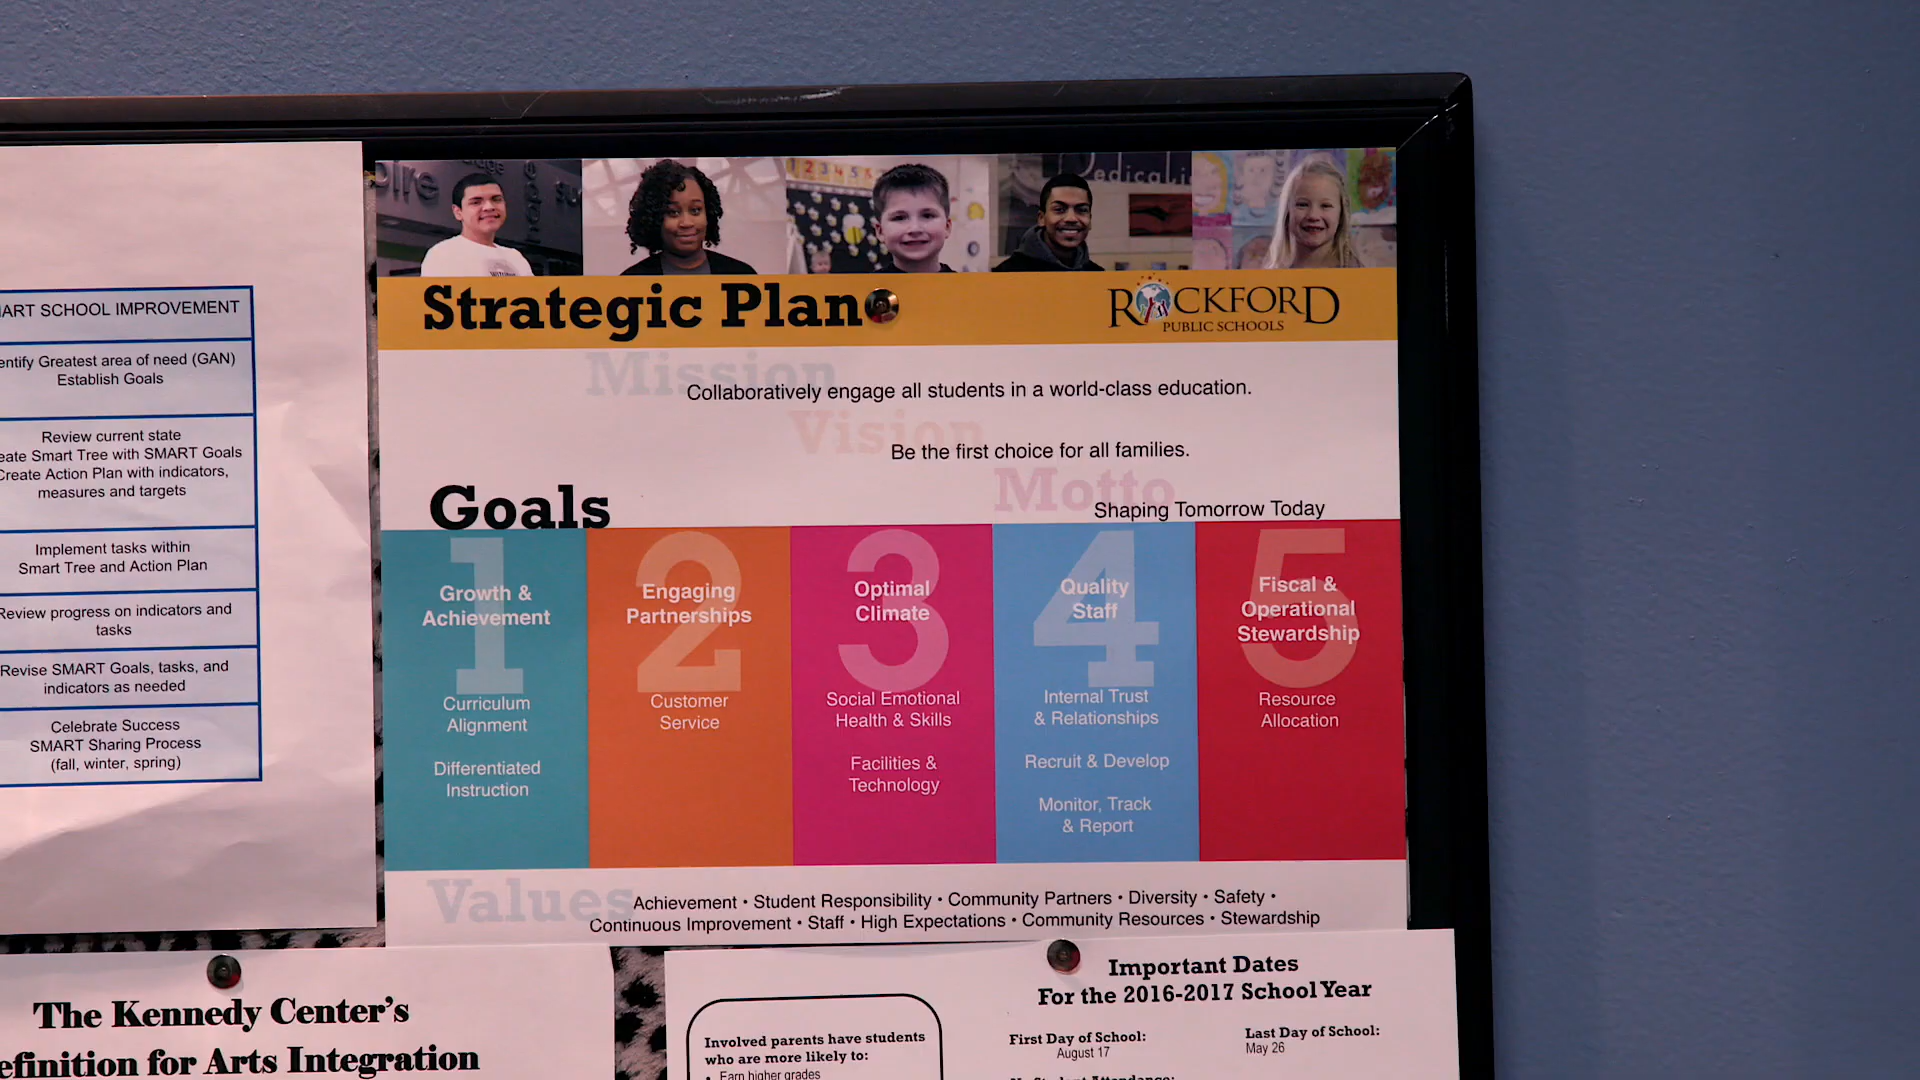 SCHOOL IMPROVEMENT
Greatest area of need (GAN)
Establish Goals
Review current state
Smart Tree with SMART Goals
Create Action Plan with indicators,
measures and targets
Implement tasks within
Smart Tree and Action Plan
Review progress on indicators and
tasks
Revise SMART Goals, tasks, and
indicators as needed
Celebrate Success
SMART Sharing Process
(fall, winter, spring)
Strategic Plan
ROCKFORD
PUBLIC SCHOOLS
Mission
Collaboratively engage all students in a world-class education.
Vision
Be the first choice for all families.
Motto
Shaping Tomorrow Today
Goals
1
Growth &
Achievement
Curriculum
Alignment
Differentiated
Instruction
2
Engaging
Partnerships
Customer
Service
3
Optimal
Climate
Social Emotional
Health & Skills
Facilities &
Technology
4
Quality
Staff
Internal Trust
& Relationships
Recruit & Develop
Monitor, Track
& Report
5
Fiscal &
Operational
Stewardship
Resource
Allocation
Values
Achievement • Student Responsibility • Community Partners • Diversity • Safety •
Continuous Improvement • Staff • High Expectations • Community Resources • Stewardship
The Kennedy Center's
for Arts Integration
Involved parents have students
who are more likely to:
• Earn higher grades
Important Dates
For the 2016-2017 School Year
First Day of School:
August 17
Last Day of School:
May 26